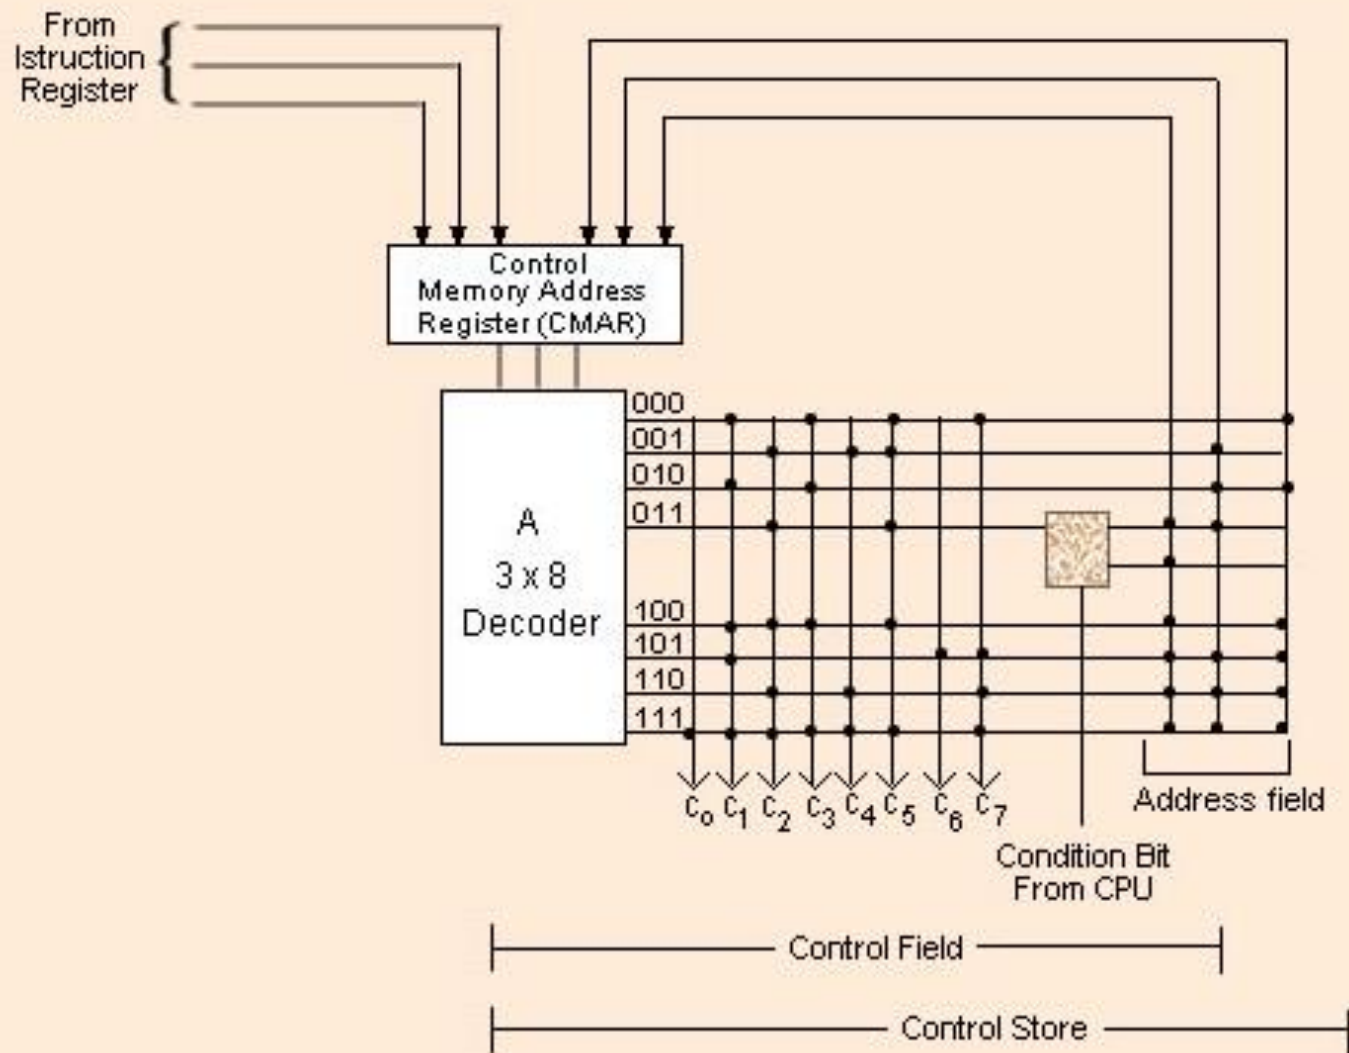 From
Istruction
Register
Control
Memory Address
Register (CMAR)
000
001
010
011
A
3 x 8
Decoder
100
101
110
111
C₀ C₁ C₂ C₃ C₄ C₅ C₆ C₇
Address field
Condition Bit
From CPU
Control Field
Control Store